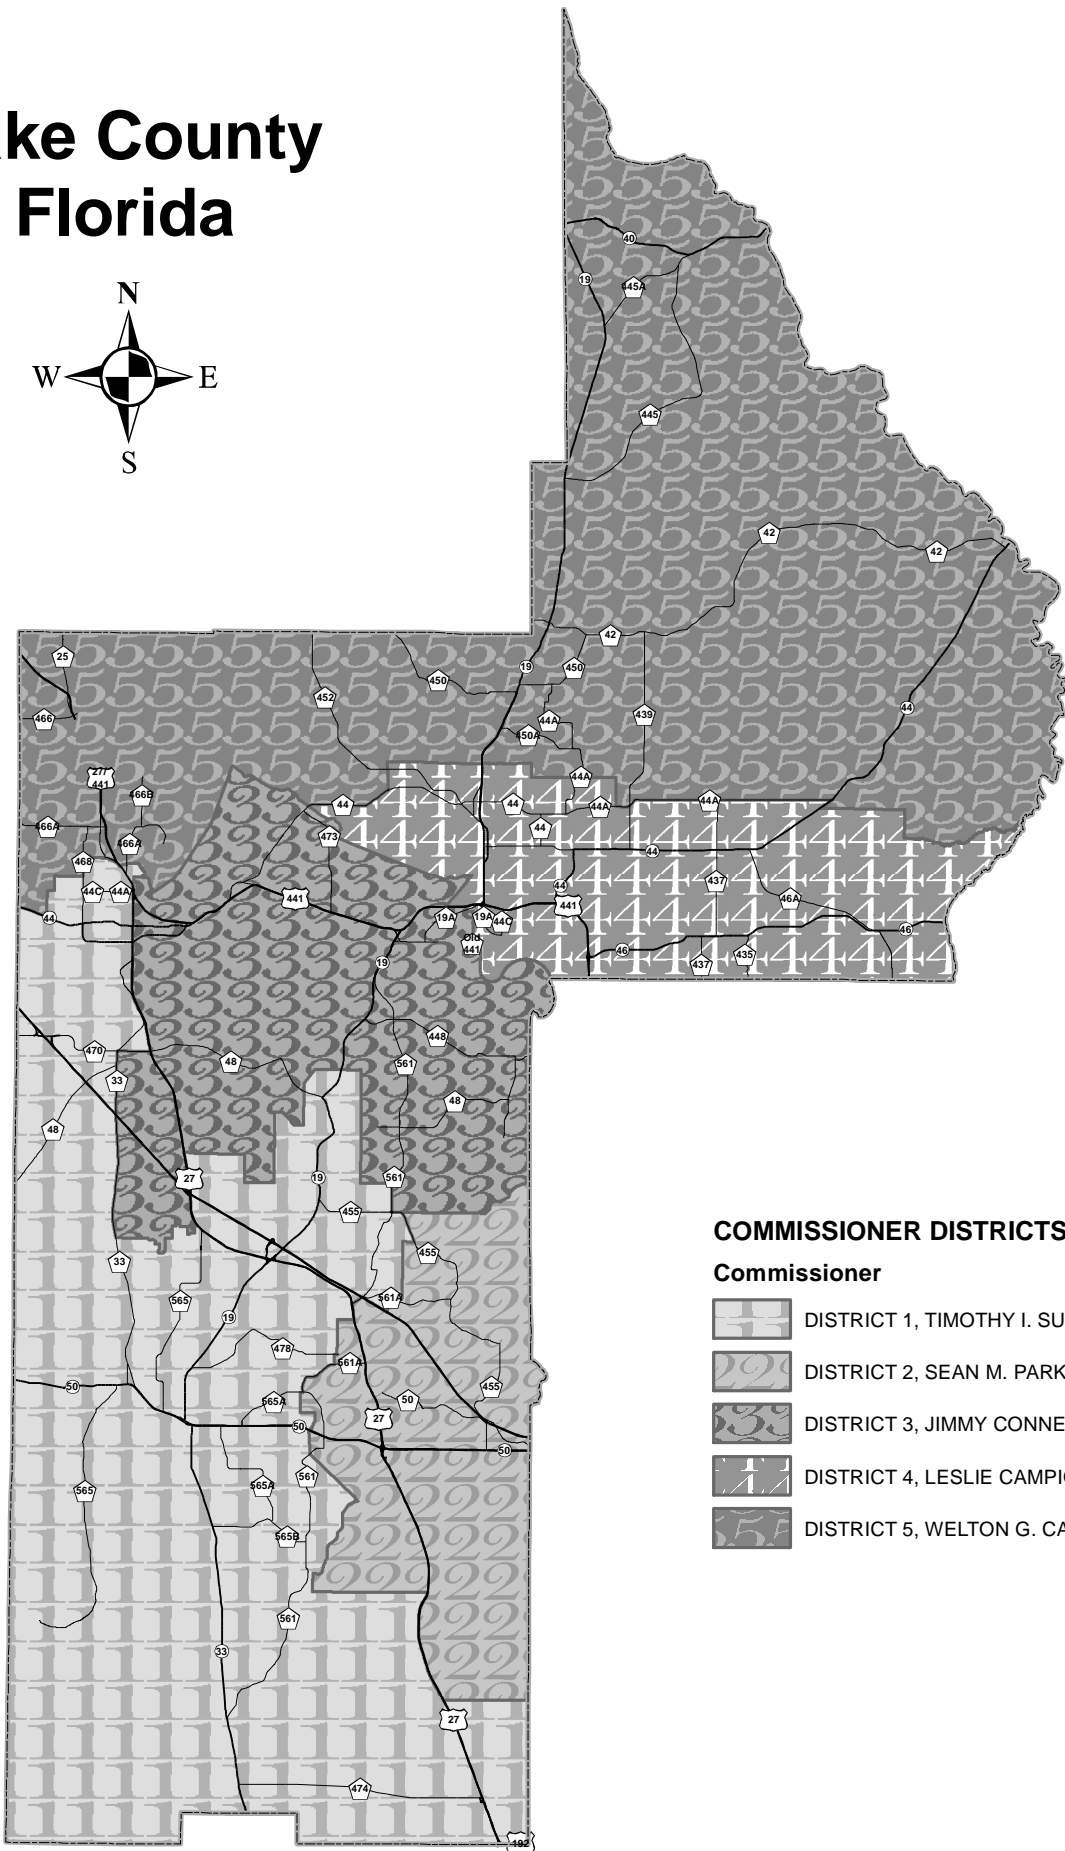 ke County
Florida
N
W E
S
40
19
445A
445
42
42
42
25
19
450
450
452
439
466
44A
44
450A
27/
441
44A
466B
44
44
44A
44A
466A
44
473
466A
44
468
437
44C
44A
44
46A
441
441
44
19A
19A
44C
46
Old
441
46
435
437
19
448
470
561
48
33
48
48
19
561
27
455
455
33
561A
565
19
478
561A
50
455
50
565A
27
50
50
561
565A
565
565B
561
33
27
474
192
COMMISSIONER DISTRICTS
Commissioner
DISTRICT 1, TIMOTHY I. SU
DISTRICT 2, SEAN M. PARK
DISTRICT 3, JIMMY CONNE
DISTRICT 4, LESLIE CAMPI
DISTRICT 5, WELTON G. CA